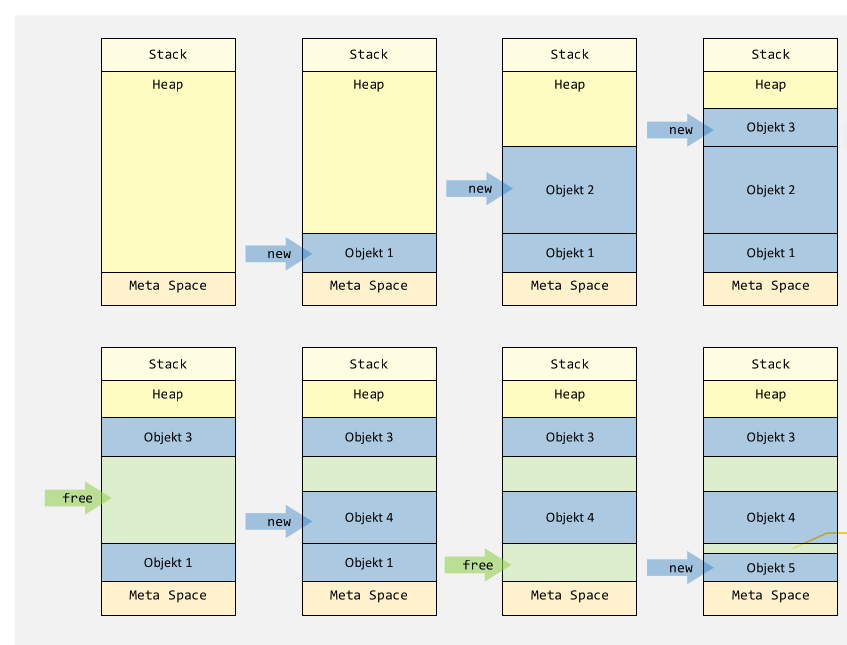 Stack
Heap
Meta Space
new
Stack
Heap
Objekt 1
Meta Space
new
Stack
Heap
Objekt 2
Objekt 1
Meta Space
new
Stack
Heap
Objekt 3
Objekt 2
Objekt 1
Meta Space
free
Stack
Heap
Objekt 3
Objekt 1
Meta Space
new
Stack
Heap
Objekt 3
Objekt 4
Objekt 1
Meta Space
free
Stack
Heap
Objekt 3
Objekt 4
Meta Space
new
Stack
Heap
Objekt 3
Objekt 4
Objekt 5
Meta Space